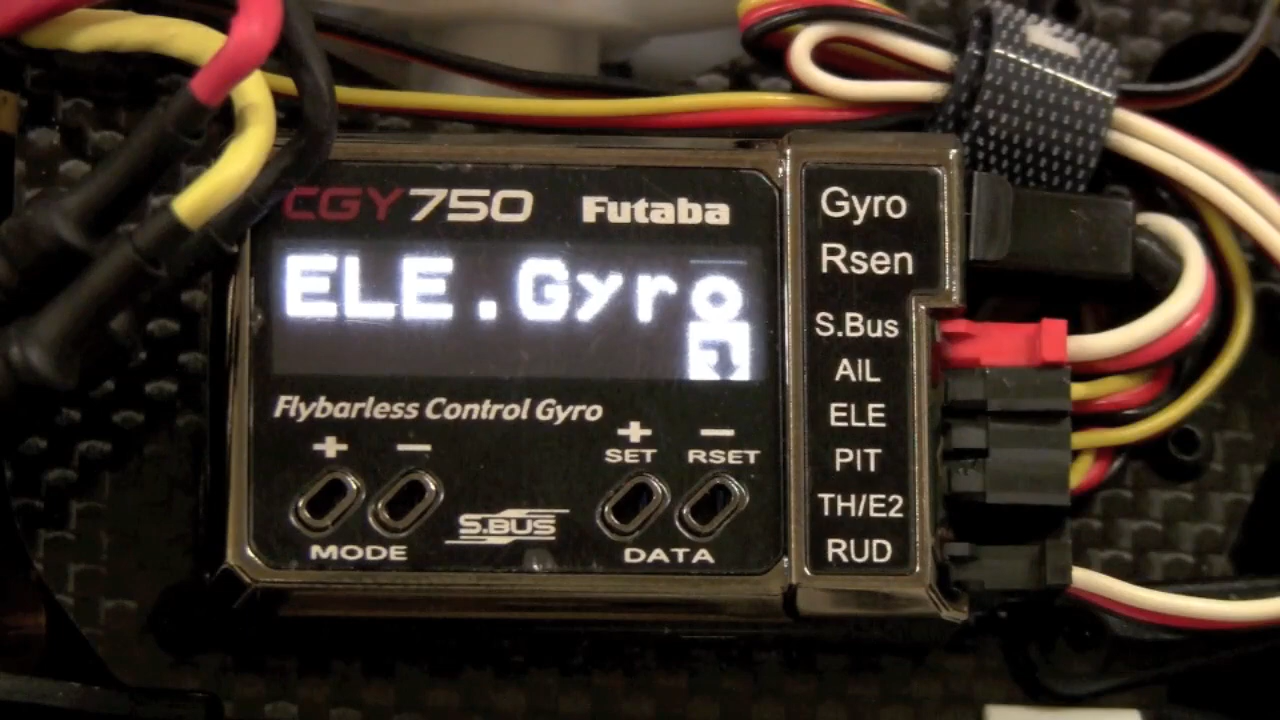 CGY750 Futaba
ELE.Gyro
Flybarless Control Gyro
+ − + −
SET RSET
S.BUS
MODE DATA
Gyro
Rsen
S.Bus
AIL
ELE
PIT
TH/E2
RUD